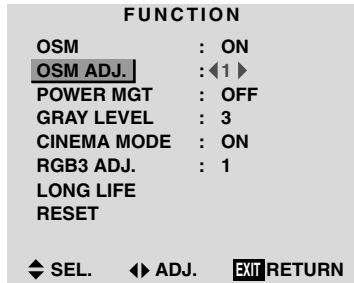 FUNCTION
OSM : ON
OSM ADJ. : ◀1▶
POWER MGT : OFF
GRAY LEVEL : 3
CINEMA MODE : ON
RGB3 ADJ. : 1
LONG LIFE
RESET
SEL. ADJ. EXIT RETURN